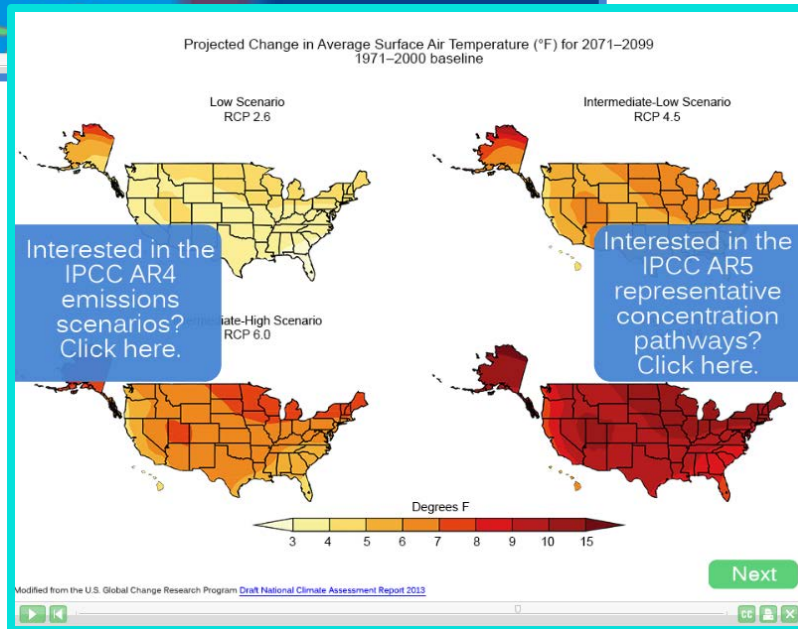 Projected Change in Average Surface Air Temperature (°F) for 2071–2099
1971–2000 baseline
Low Scenario
RCP 2.6
Intermediate-Low Scenario
RCP 4.5
Interested in the
IPCC AR4
emissions
scenarios?
Click here.
Interested in the
IPCC AR5
representative
concentration
pathways?
Click here.
iate-High Scenario
RCP 6.0
Degrees F
3 4 5 6 7 8 9 10 15
Next
Modified from the U.S. Global Change Research Program Draft National Climate Assessment Report 2013
CC